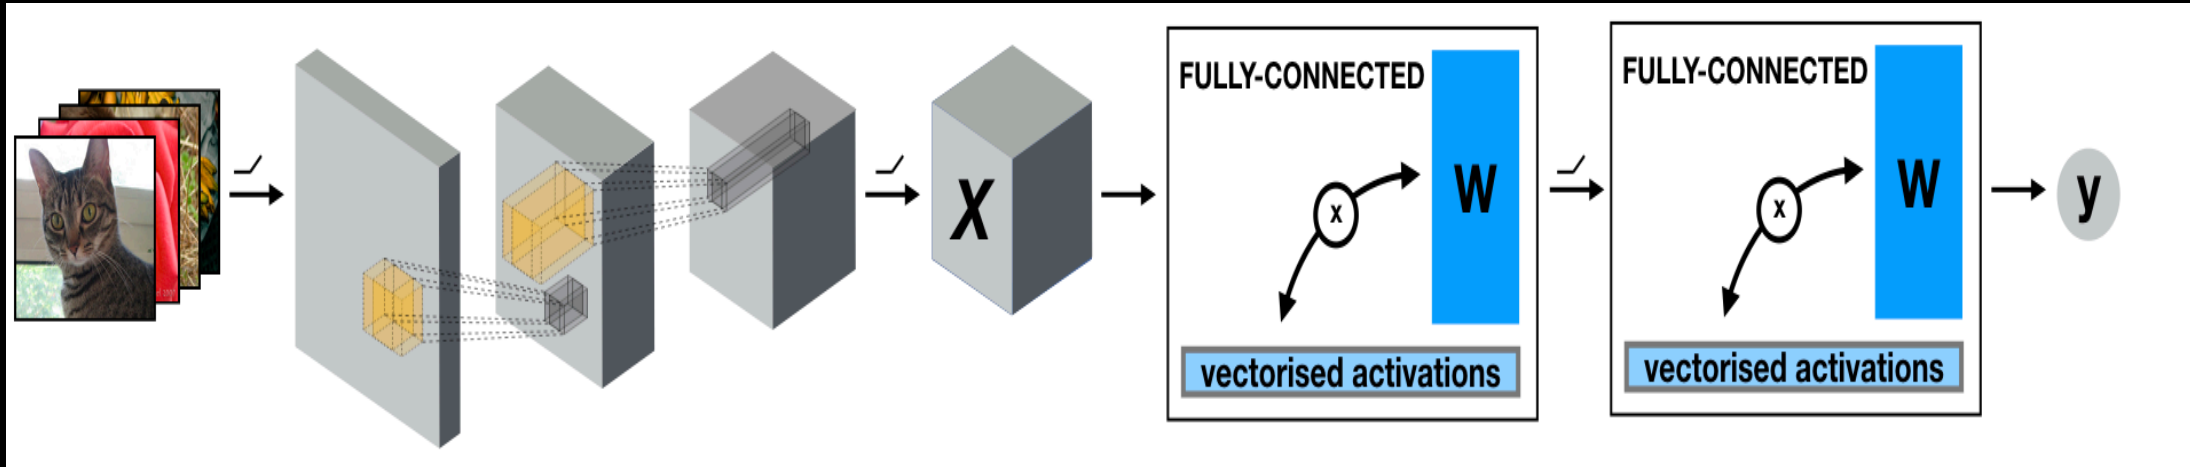 X
FULLY-CONNECTED
W
x
vectorised activations
FULLY-CONNECTED
W
x
vectorised activations
y